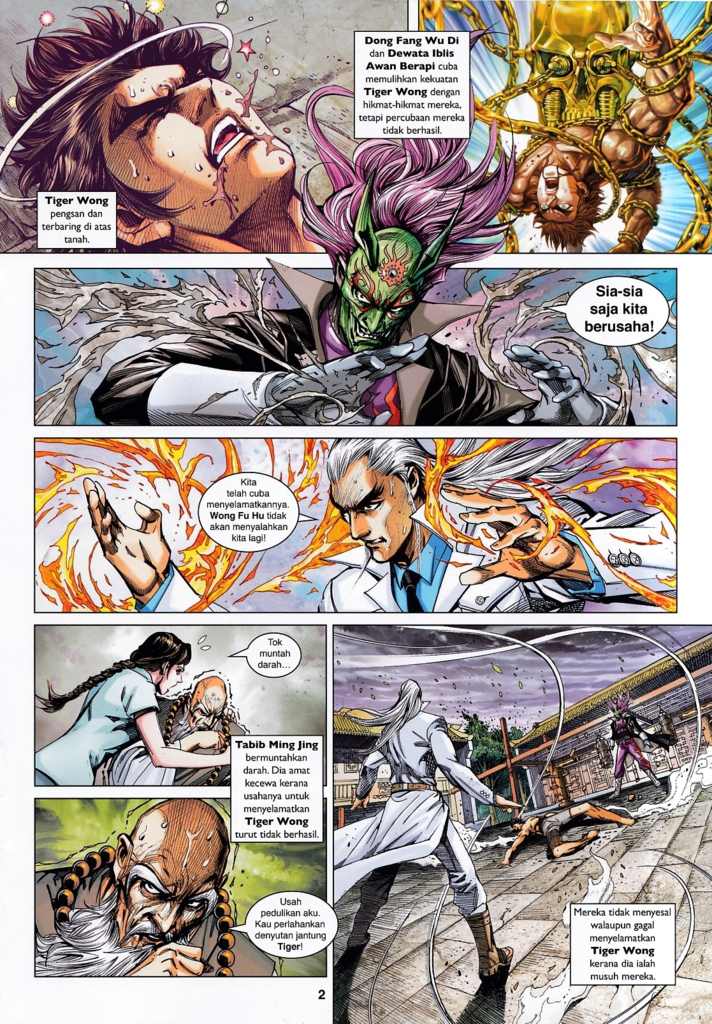 Tiger Wong
pengsan dan
terbaring di atas
tanah.
Dong Fang Wu Di
dan Dewata Iblis
Awan Berapi cuba
memulihkan kekuatan
Tiger Wong dengan
hikmat-hikmat mereka,
tetapi percubaan mereka
tidak berhasil.
Sia-sia
saja kita
berusaha!
Kita
telah cuba
menyelamatkannya.
Wong Fu Hu tidak
akan menyalahkan
kita lagi!
Tok
muntah
darah...
Tabib Ming Jing
bermuntahkan
darah. Dia amat
kecewa kerana
usahanya untuk
menyelamatkan
Tiger Wong
turut tidak berhasil.
Usah
pedulikan aku.
Kau perlahankan
denyutan jantung
Tiger!
Mereka tidak menyesal
walaupun gagal
menyelamatkan
Tiger Wong
kerana dia ialah
musuh mereka.
2